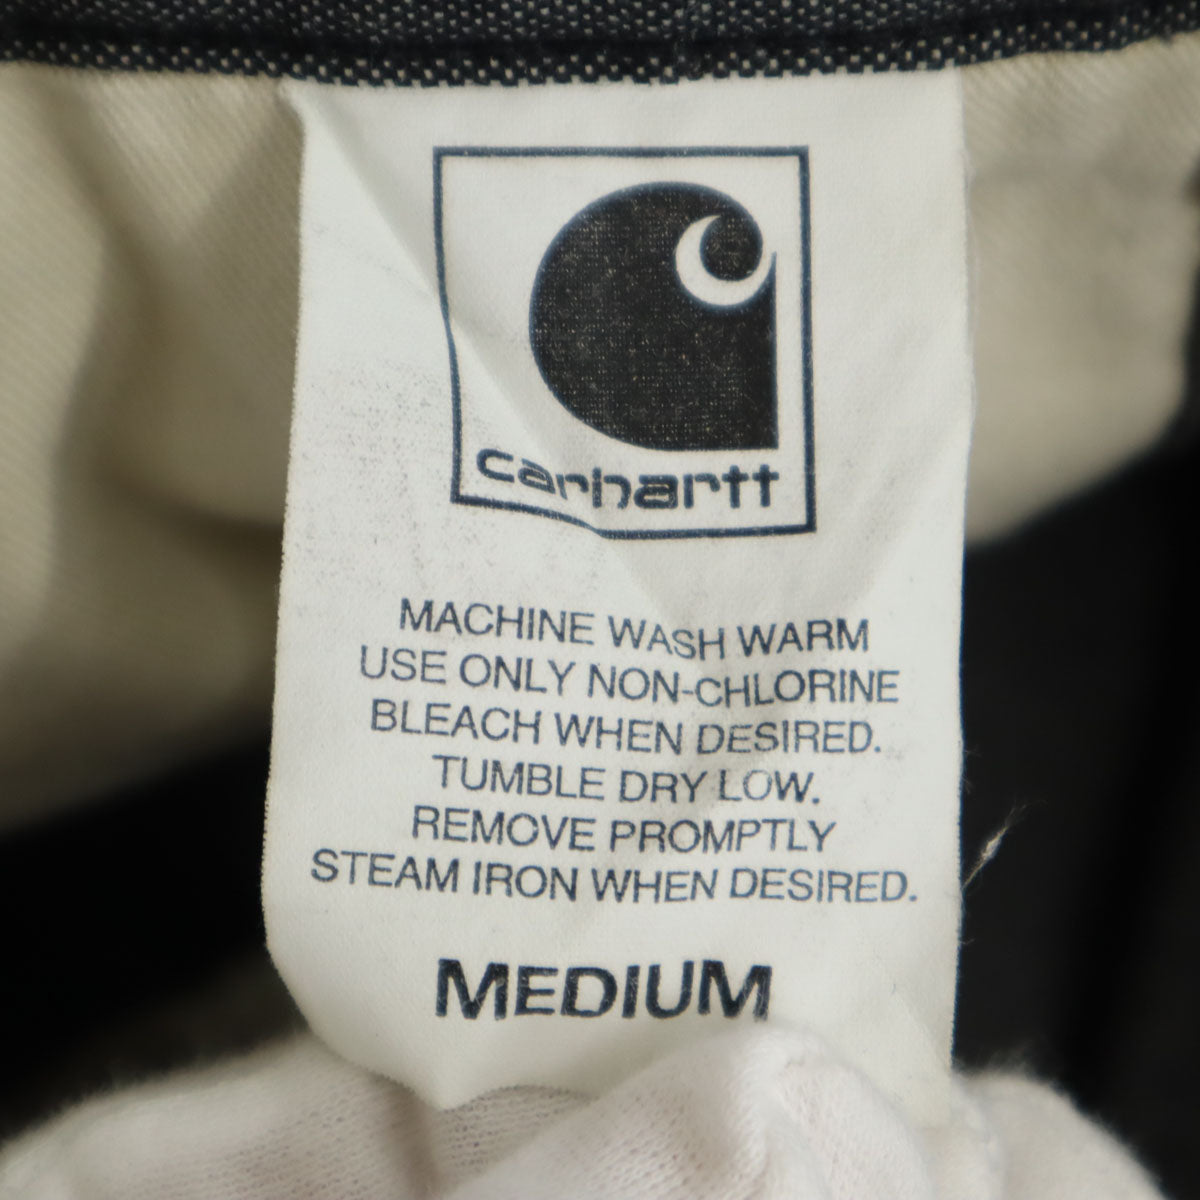 carhartt
MACHINE WASH WARM
USE ONLY NON-CHLORINE
BLEACH WHEN DESIRED.
TUMBLE DRY LOW.
REMOVE PROMPTLY
STEAM IRON WHEN DESIRED.
MEDIUM